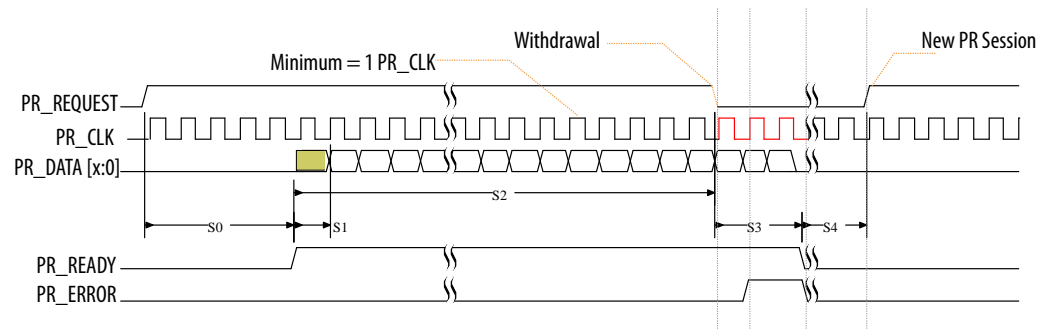 Withdrawal
New PR Session
Minimum = 1 PR_CLK
PR_REQUEST
PR_CLK
PR_DATA [x:0]
S2
S0
S1
S3
S4
PR_READY
PR_ERROR